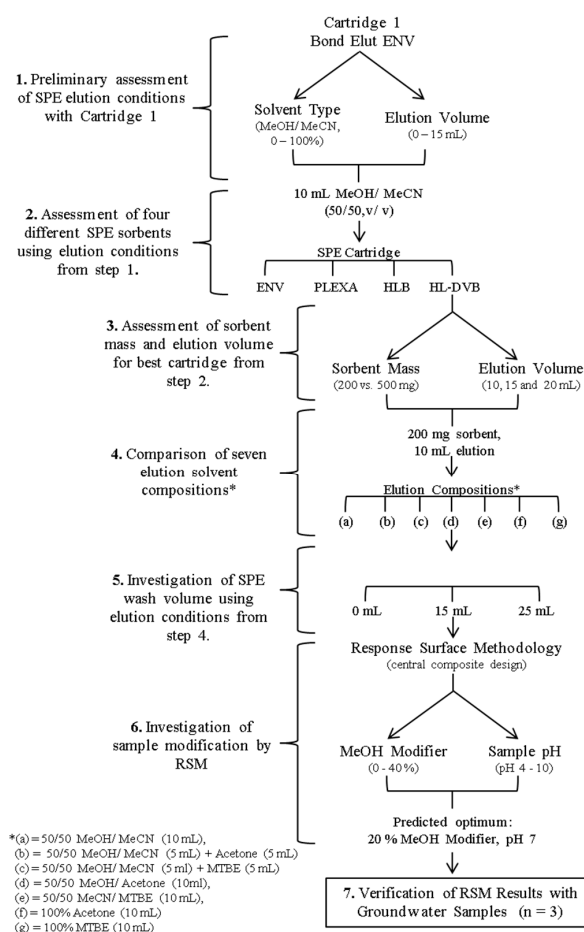 Cartridge 1
Bond Elut ENV
1. Preliminary assessment
of SPE elution conditions
with Cartridge 1
Solvent Type
(MeOH/MeCN,
0 – 100%)
Elution Volume
(0 – 15 mL)
10 mL MeOH/ MeCN
(50/50,v/ v)
2. Assessment of four
different SPE sorbents
using elution conditions
from step 1.
SPE Cartridge
ENV PLEXA HLB HL-DVB
3. Assessment of sorbent
mass and elution volume
for best cartridge from
step 2.
Sorbent Mass
(200 vs. 500 mg)
Elution Volume
(10, 15 and 20 mL)
200 mg sorbent,
10 mL elution
4. Comparison of seven
elution solvent
compositions*
Elution Compositions*
(a) (b) (c) (d) (e) (f) (g)
5. Investigation of SPE
wash volume using
elution conditions from
step 4.
0 mL 15 mL 25 mL
Response Surface Methodology
(central composite design)
6. Investigation of
sample modification by
RSM
MeOH Modifier
(0 - 40%)
Sample pH
(pH 4 - 10)
Predicted optimum:
20 % MeOH Modifier, pH 7
*(a) = 50/50 MeOH/ MeCN (10 mL),
(b) = 50/50 MeOH/ MeCN (5 mL) + Acetone (5 mL)
(c) = 50/50 MeOH/ MeCN (5 ml) + MTBE (5 mL)
(d) = 50/50 MeOH/ Acetone (10ml),
(e) = 50/50 MeCN/ MTBE (10 mL),
(f) = 100% Acetone (10 mL)
(g) = 100% MTBE (10 mL)
7. Verification of RSM Results with
Groundwater Samples (n = 3)